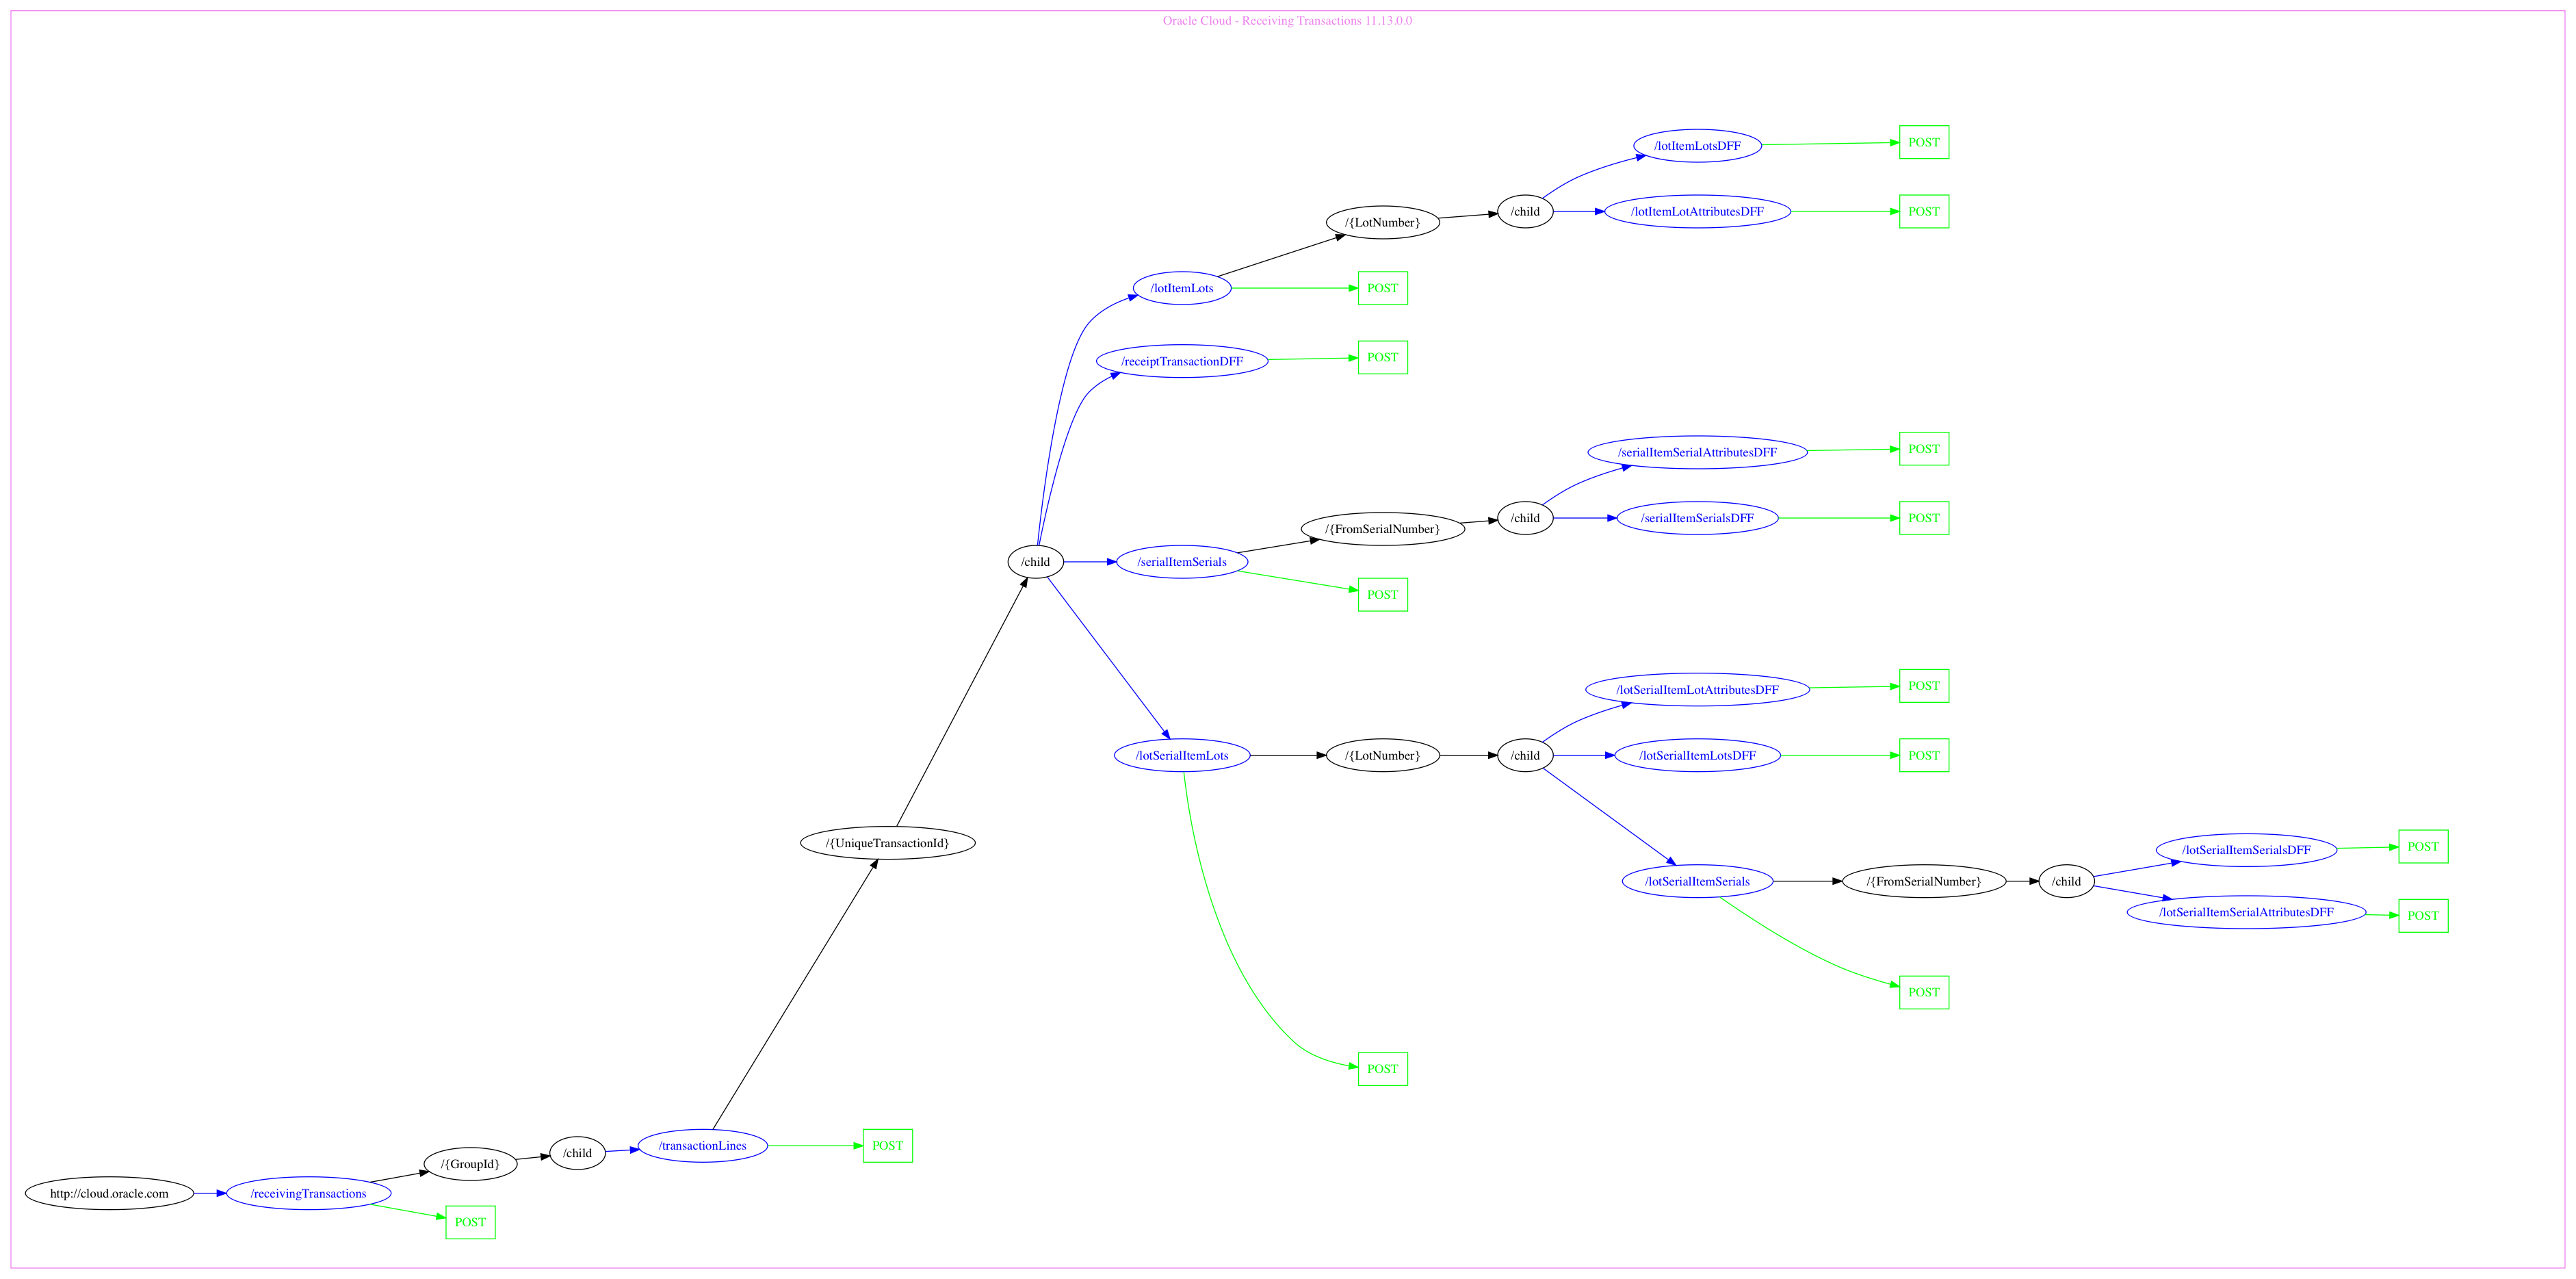 Oracle Cloud - Receiving Transactions 11.13.0.0
/lotItemLotsDFF
POST
/{LotNumber}
/child
/lotItemLotAttributesDFF
POST
/lotItemLots
POST
/receiptTransactionDFF
POST
/serialItemSerialAttributesDFF
POST
/{FromSerialNumber}
/child
/serialItemSerialsDFF
POST
/child
/serialItemSerials
POST
/lotSerialItemLotAttributesDFF
POST
/lotSerialItemLots
/{LotNumber}
/child
/lotSerialItemLotsDFF
POST
/{UniqueTransactionId}
/lotSerialItemSerialsDFF
POST
/lotSerialItemSerials
/{FromSerialNumber}
/child
/lotSerialItemSerialAttributesDFF
POST
POST
POST
/{GroupId}
/child
/transactionLines
POST
http://cloud.oracle.com
/receivingTransactions
POST